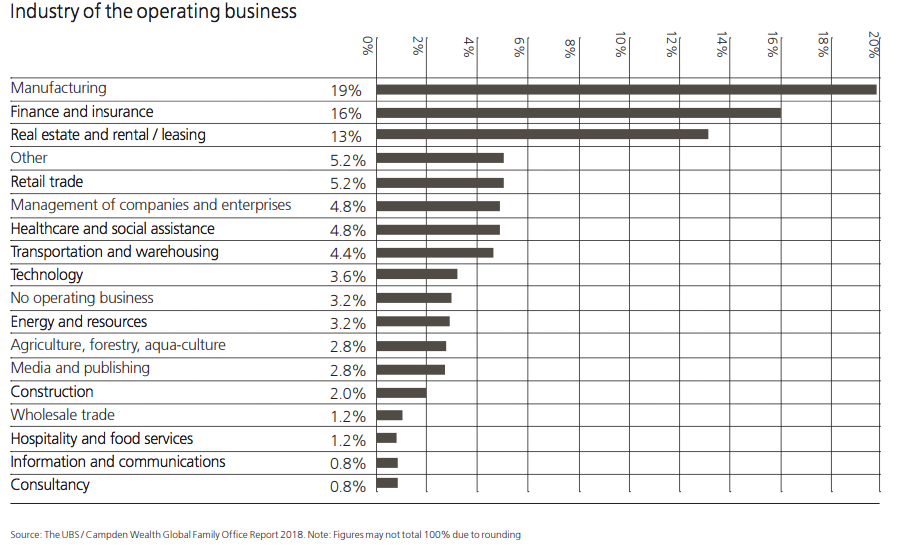 Industry of the operating business
0% 2% 4% 6% 8% 10% 12% 14% 16% 18% 20%
Manufacturing 19%
Finance and insurance 16%
Real estate and rental / leasing 13%
Other 5.2%
Retail trade 5.2%
Management of companies and enterprises 4.8%
Healthcare and social assistance 4.8%
Transportation and warehousing 4.4%
Technology 3.6%
No operating business 3.2%
Energy and resources 3.2%
Agriculture, forestry, aqua-culture 2.8%
Media and publishing 2.8%
Construction 2.0%
Wholesale trade 1.2%
Hospitality and food services 1.2%
Information and communications 0.8%
Consultancy 0.8%
Source: The UBS / Campden Wealth Global Family Office Report 2018. Note: Figures may not total 100% due to rounding